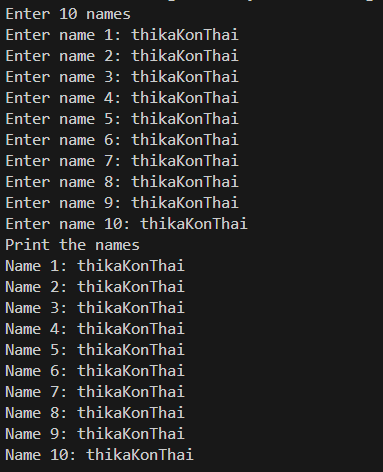 Enter 10 names
Enter name 1: thikaKonThai
Enter name 2: thikaKonThai
Enter name 3: thikaKonThai
Enter name 4: thikaKonThai
Enter name 5: thikaKonThai
Enter name 6: thikaKonThai
Enter name 7: thikaKonThai
Enter name 8: thikaKonThai
Enter name 9: thikaKonThai
Enter name 10: thikaKonThai
Print the names
Name 1: thikaKonThai
Name 2: thikaKonThai
Name 3: thikaKonThai
Name 4: thikaKonThai
Name 5: thikaKonThai
Name 6: thikaKonThai
Name 7: thikaKonThai
Name 8: thikaKonThai
Name 9: thikaKonThai
Name 10: thikaKonThai